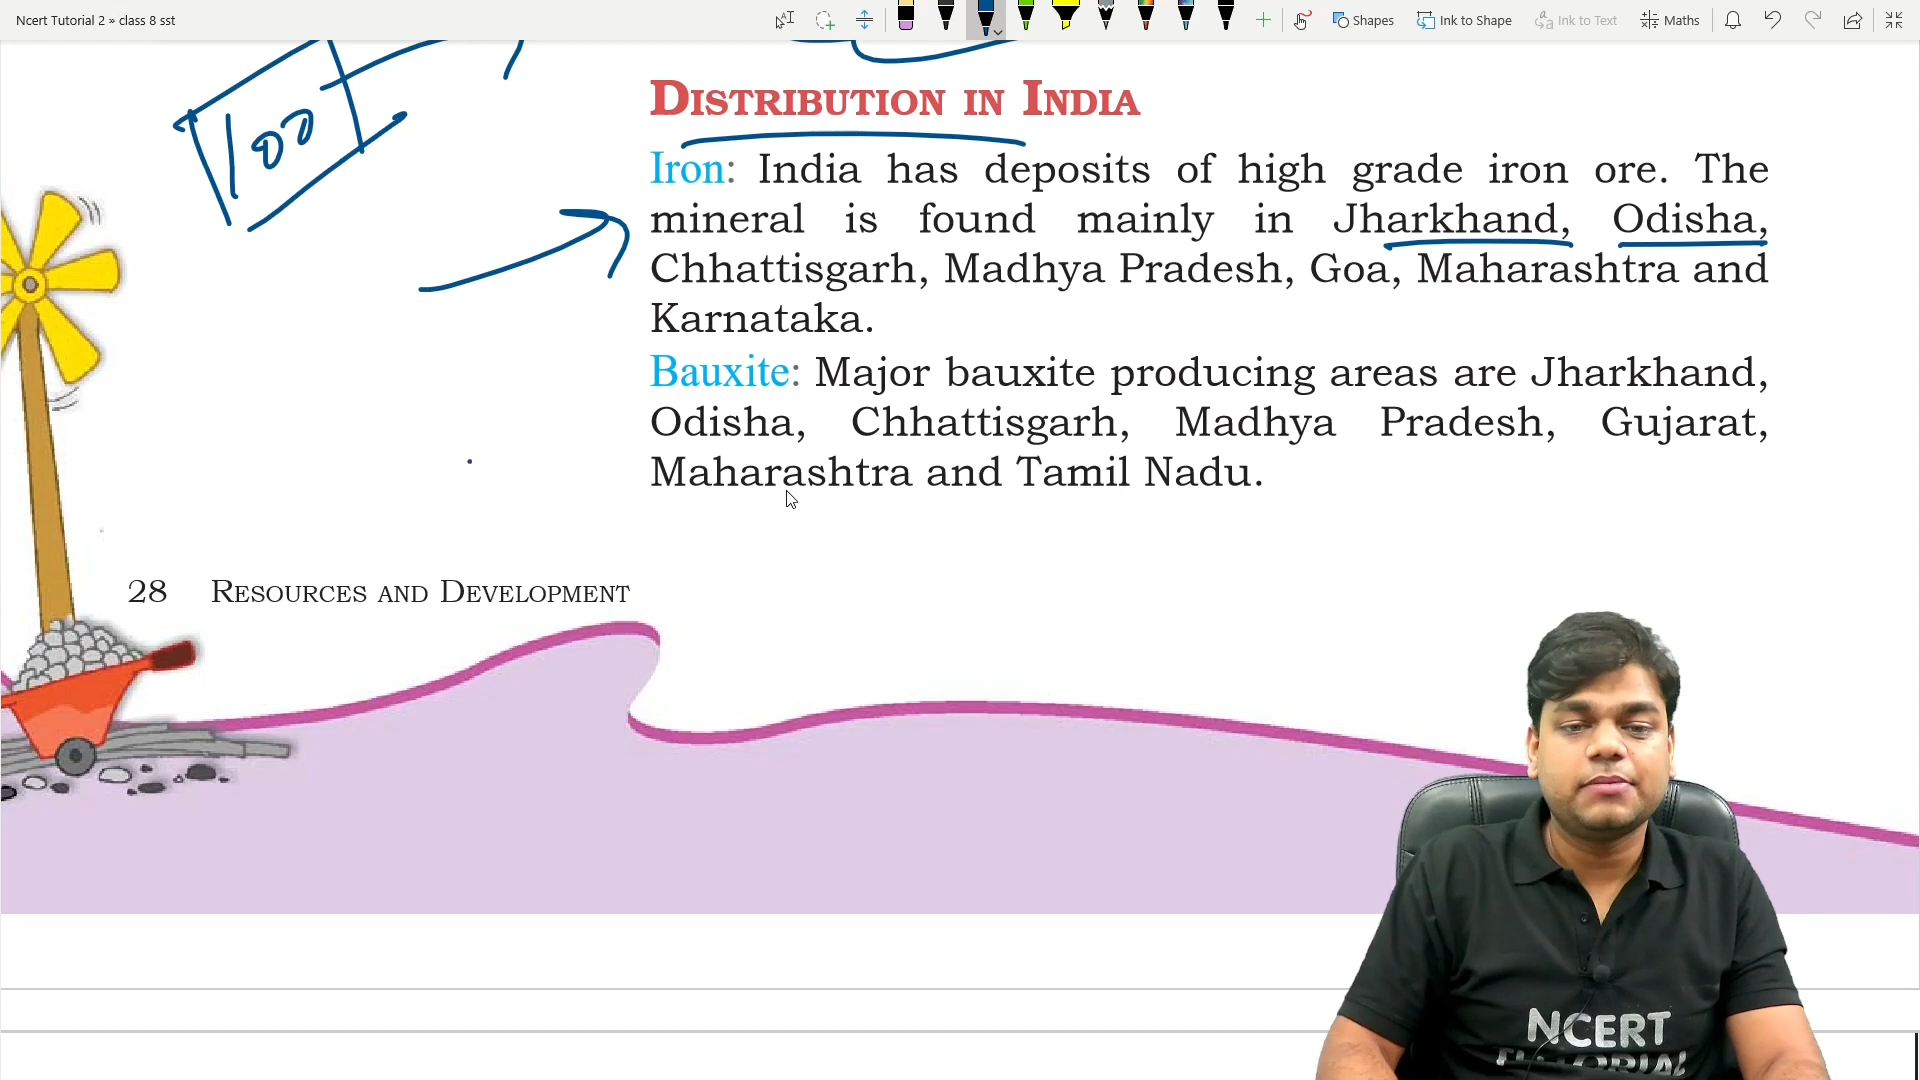 Ncert Tutorial 2 » class 8 sst
Shapes
Ink to Shape
Ink to Text
Maths
100
DISTRIBUTION IN INDIA
Iron: India has deposits of high grade iron ore. The
mineral is found mainly in Jharkhand, Odisha,
Chhattisgarh, Madhya Pradesh, Goa, Maharashtra and
Karnataka.
Bauxite: Major bauxite producing areas are Jharkhand,
Odisha, Chhattisgarh, Madhya Pradesh, Gujarat,
Maharashtra and Tamil Nadu.
28 RESOURCES AND DEVELOPMENT
NCERT
TUTORIAL